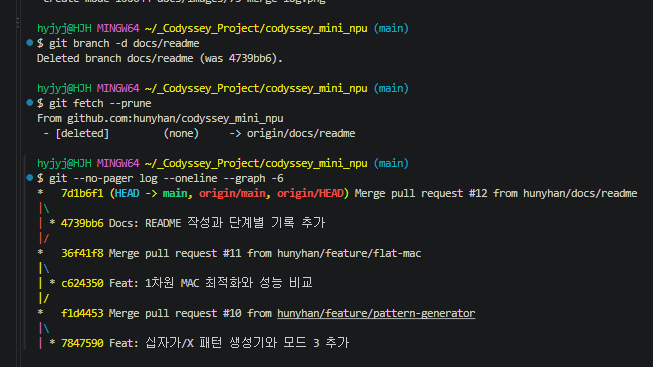 hyjyj@HJH MINGW64 ~/_Codyssey_Project/codyssey_mini_npu (main)
$ git branch -d docs/readme
Deleted branch docs/readme (was 4739bb6).
hyjyj@HJH MINGW64 ~/_Codyssey_Project/codyssey_mini_npu (main)
$ git fetch --prune
From github.com:hunyhan/codyssey_mini_npu
 - [deleted]         (none)     -> origin/docs/readme
hyjyj@HJH MINGW64 ~/_Codyssey_Project/codyssey_mini_npu (main)
$ git --no-pager log --oneline --graph -6
*   7d1b6f1 (HEAD -> main, origin/main, origin/HEAD) Merge pull request #12 from hunyhan/docs/readme
|\
| * 4739bb6 Docs: README 작성과 단계별 기록 추가
|/
*   36f41f8 Merge pull request #11 from hunyhan/feature/flat-mac
|\
| * c624350 Feat: 1차원 MAC 최적화와 성능 비교
|/
*   f1d4453 Merge pull request #10 from hunyhan/feature/pattern-generator
|\
| * 7847590 Feat: 십자가/X 패턴 생성기와 모드 3 추가